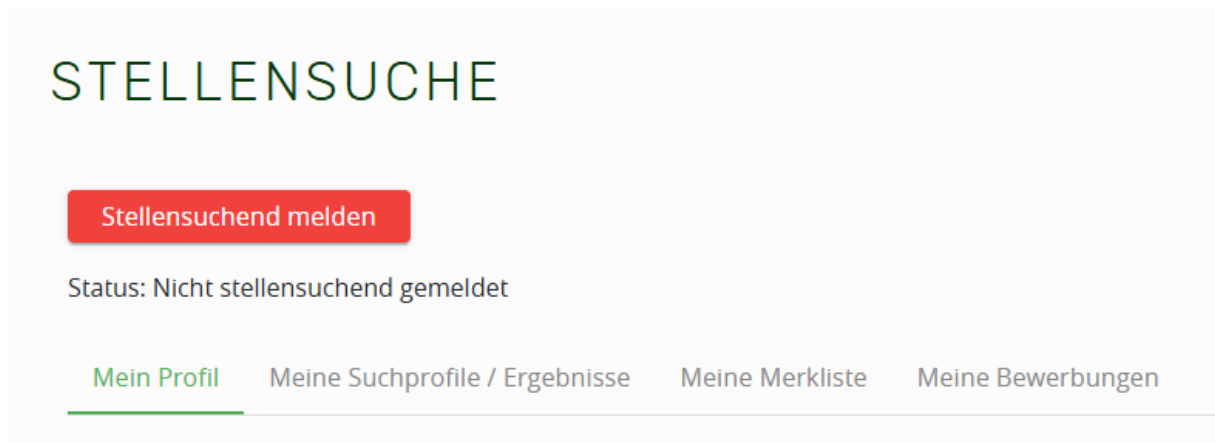 STELLENSUCHE
Stellensuchend melden
Status: Nicht stellensuchend gemeldet
Mein Profil Meine Suchprofile / Ergebnisse Meine Merkliste Meine Bewerbungen